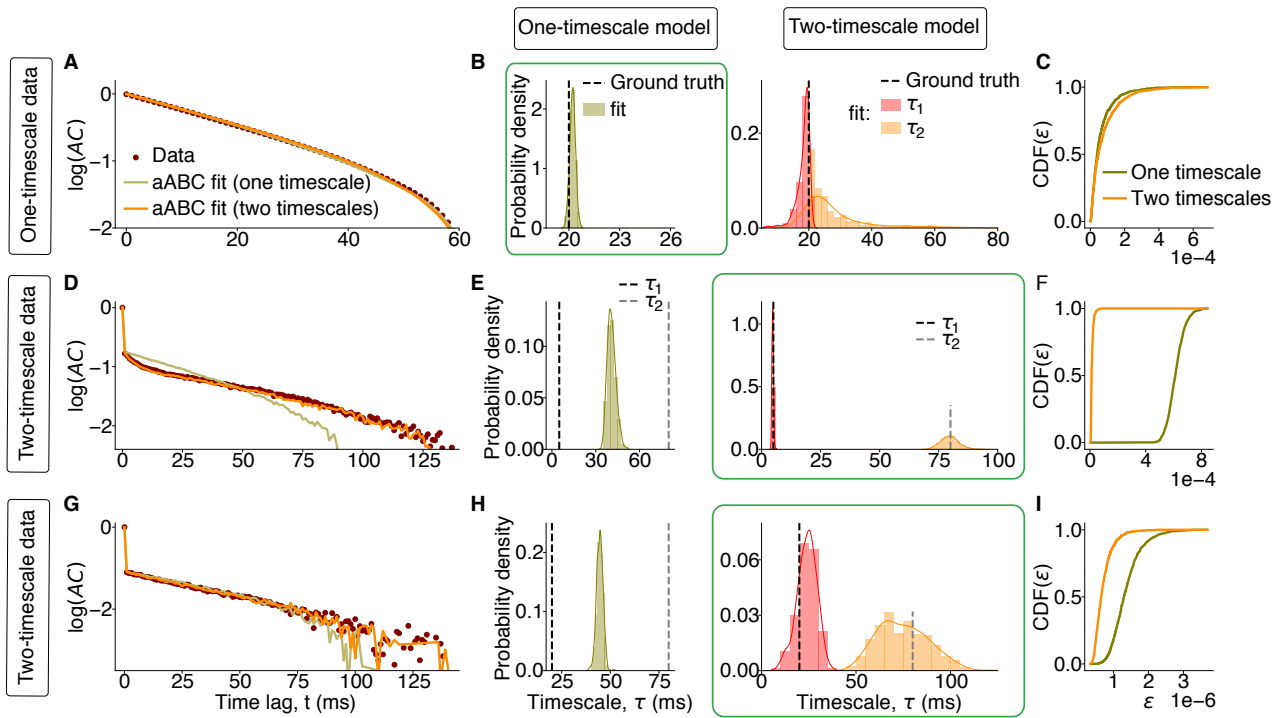 One-timescale model
Two-timescale model
One-timescale data
A
log(AC)
0
−1
−2
0
20
40
60
Data
aABC fit (one timescale)
aABC fit (two timescales)
B
Probability density
2
1
0
20
23
26
Ground truth
fit
0.2
0.0
0
20
40
60
80
Ground truth
fit:
τ1
τ2
C
CDF(ε)
1.0
0.5
0.0
0
2
4
6
1e-4
One timescale
Two timescales
Two-timescale data
D
log(AC)
0
−1
−2
0
25
50
75
100
125
E
Probability density
0.10
0.05
0.00
0
30
60
τ1
τ2
1.0
0.5
0.0
0
25
50
75
100
τ1
τ2
F
CDF(ε)
1.0
0.5
0.0
0
4
8
1e-4
Two-timescale data
G
log(AC)
0
−2
0
25
50
75
100
125
Time lag, t (ms)
H
Probability density
0.2
0.1
0.0
25
50
75
Timescale, τ (ms)
0.06
0.03
0.00
0
50
100
Timescale, τ (ms)
I
CDF(ε)
1.0
0.5
0.0
1
2
3
ε
1e-6